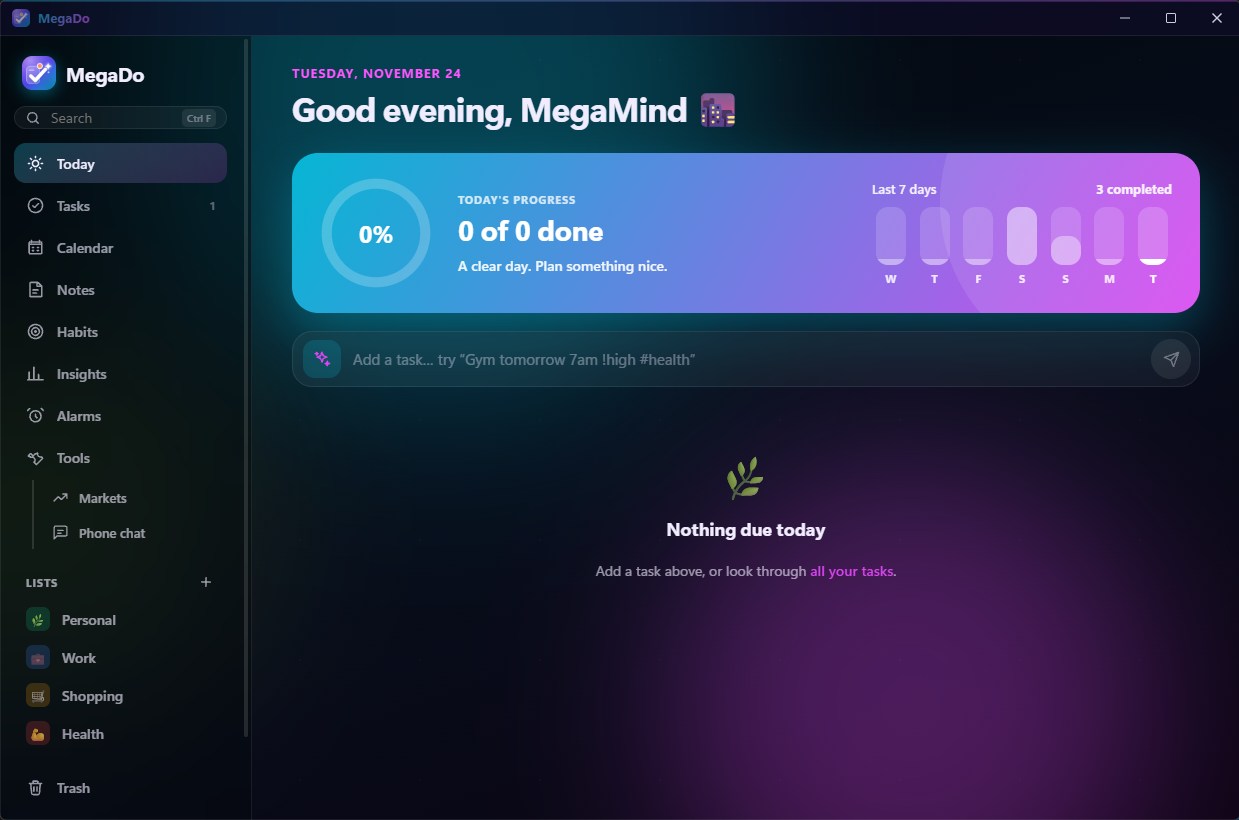 MegaDo
MegaDo
Search Ctrl F
Today
Tasks 1
Calendar
Notes
Habits
Insights
Alarms
Tools
Markets
Phone chat
LISTS
Personal
Work
Shopping
Health
Trash
TUESDAY, NOVEMBER 24
Good evening, MegaMind
0%
TODAY'S PROGRESS
0 of 0 done
A clear day. Plan something nice.
Last 7 days 3 completed
W T F S S M T
Add a task... try "Gym tomorrow 7am !high #health"
Nothing due today
Add a task above, or look through all your tasks.